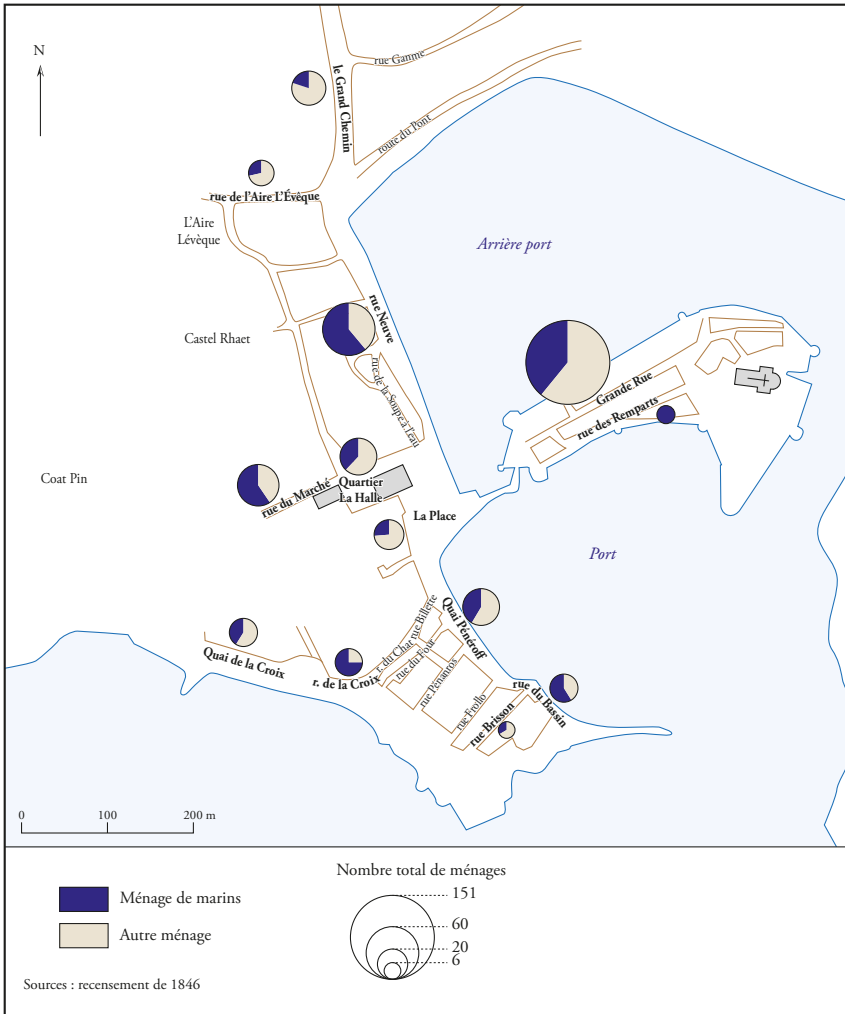 N
rue Ganme
le Grand Chemin
route du Pont
rue de l'Aire L'Évêque
L'Aire
Lévèque
Arrière port
rue Neuve
Castel Rhaet
rue de la Soupe à l'eau
Grande Rue
rue des Remparts
Coat Pin
rue du Marché
Quartier
La Halle
La Place
Port
Quai de la Croix
r. de la Croix
r. du Chat
rue Billette
rue du Four
Quai Pénéroff
rue Pénanros
rue Frollo
rue Brisson
rue du Bassin
0 100 200 m
Nombre total de ménages
151
60
20
6
Ménage de marins
Autre ménage
Sources : recensement de 1846